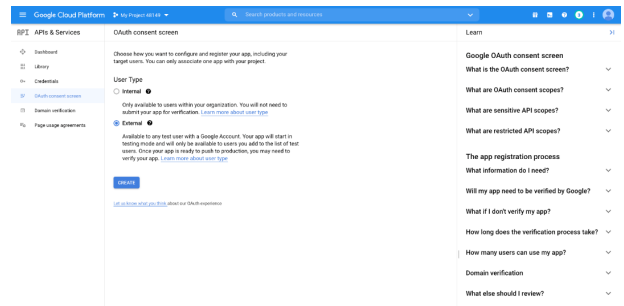 Google Cloud Platform
My Project 48149
Search products and resources
API APIs & Services
OAuth consent screen
Learn
Dashboard
Library
Credentials
OAuth consent screen
Domain verification
Page usage agreements
Choose how you want to configure and register your app, including your
target users. You can only associate one app with your project.
User Type
Internal
Only available to users within your organization. You will not need to
submit your app for verification. Learn more about user type
External
Available to any test user with a Google Account. Your app will start in
testing mode and will only be available to users you add to the list of test
users. Once your app is ready to push to production, you may need to
verify your app. Learn more about user type
CREATE
Let us know what you think about our OAuth experience
Google OAuth consent screen
What is the OAuth consent screen?
What are OAuth consent scopes?
What are sensitive API scopes?
What are restricted API scopes?
The app registration process
What information do I need?
Will my app need to be verified by Google?
What if I don't verify my app?
How long does the verification process take?
How many users can use my app?
Domain verification
What else should I review?